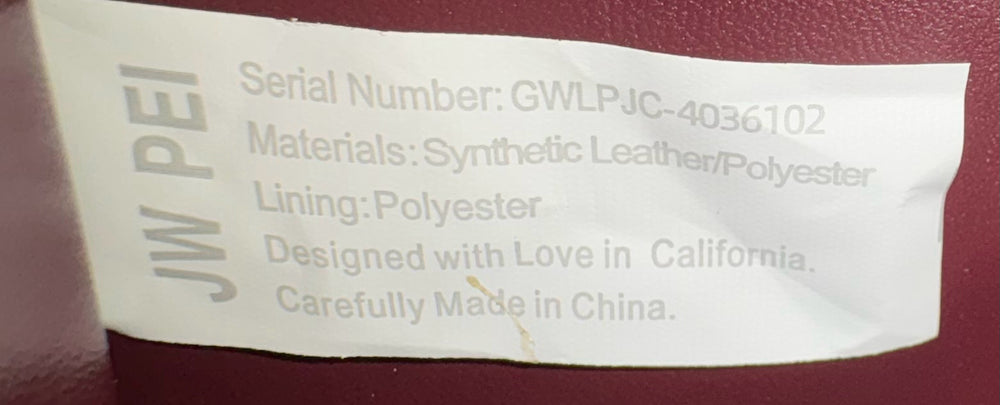 JW PEI
Serial Number: GWLPJC-4036102
Materials: Synthetic Leather/Polyester
Lining: Polyester
Designed with Love in California.
Carefully Made in China.